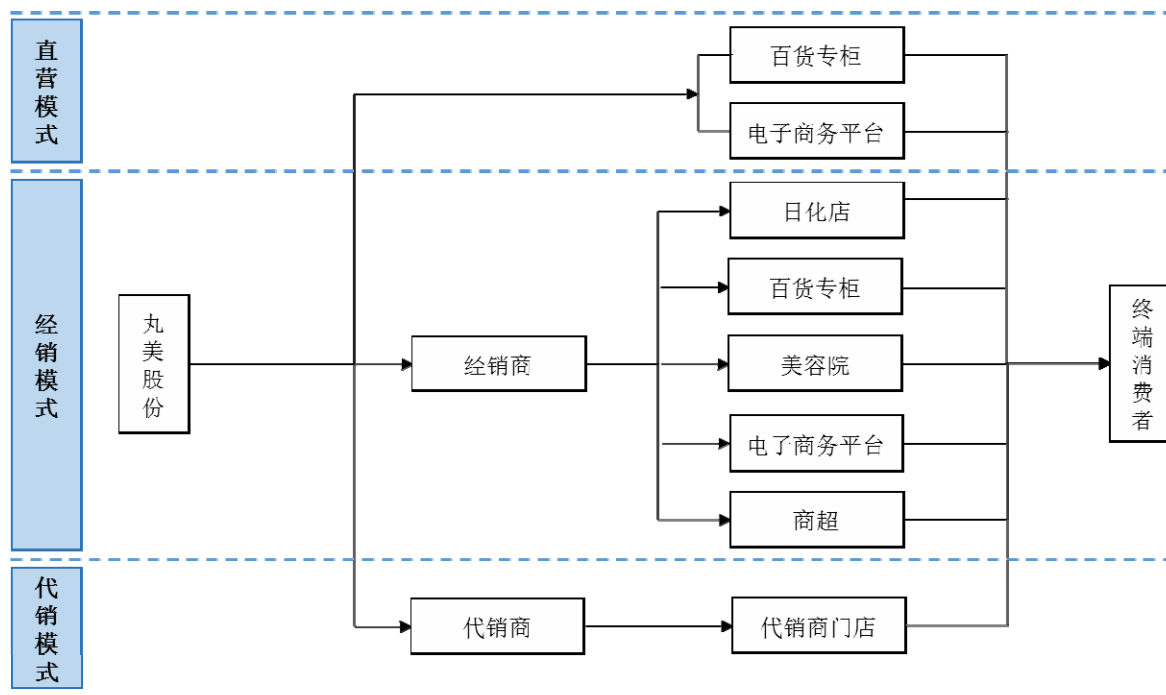 直营模式
百货专柜
电子商务平台
经销模式
丸美股份
经销商
日化店
百货专柜
美容院
电了商务平台
商超
终端消费者
代销模式
代销商
代销商门店